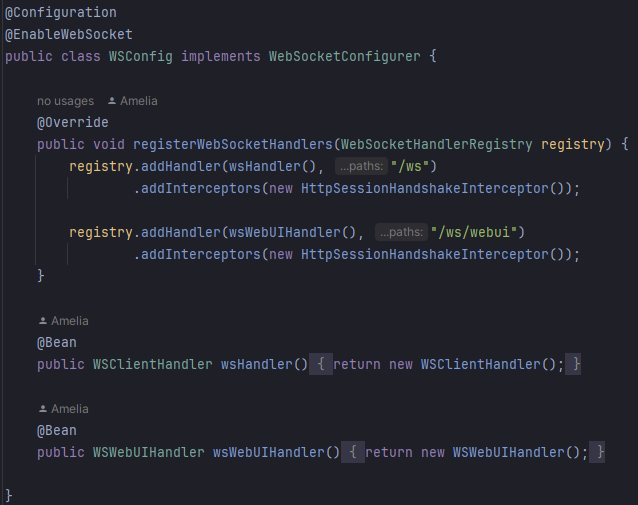 @Configuration
@EnableWebSocket
public class WSConfig implements WebSocketConfigurer {
no usages Amelia
@Override
public void registerWebSocketHandlers(WebSocketHandlerRegistry registry) {
registry.addHandler(wsHandler(), ...paths: "/ws")
.addInterceptors(new HttpSessionHandshakeInterceptor());
registry.addHandler(wsWebUIHandler(), ...paths: "/ws/webui")
.addInterceptors(new HttpSessionHandshakeInterceptor());
}
Amelia
@Bean
public WSClientHandler wsHandler() { return new WSClientHandler(); }
Amelia
@Bean
public WSWebUIHandler wsWebUIHandler() { return new WSWebUIHandler(); }
}